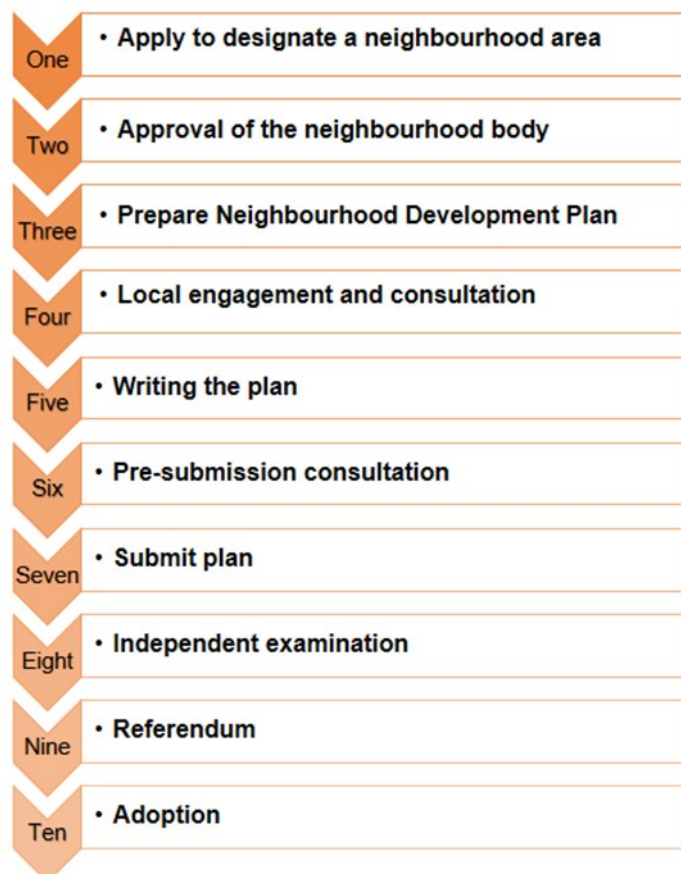 One
• Apply to designate a neighbourhood area
Two
• Approval of the neighbourhood body
Three
• Prepare Neighbourhood Development Plan
Four
• Local engagement and consultation
Five
• Writing the plan
Six
• Pre-submission consultation
Seven
• Submit plan
Eight
• Independent examination
Nine
• Referendum
Ten
• Adoption